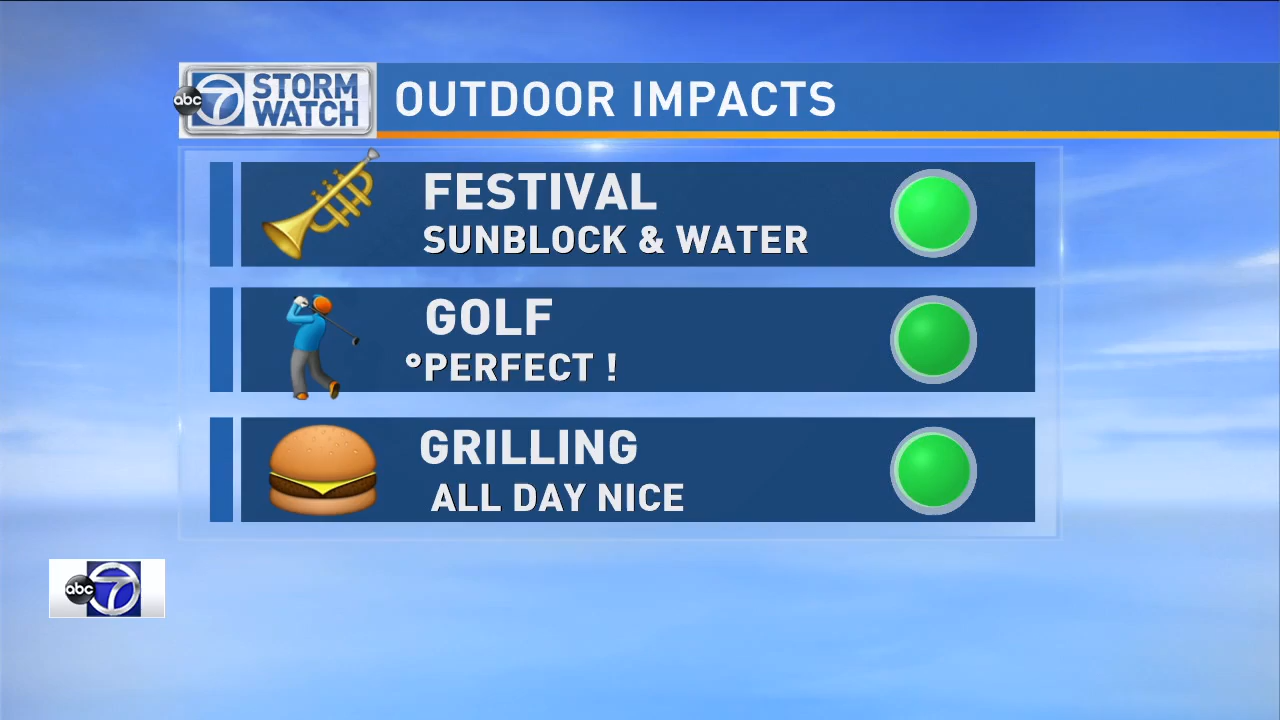 abc 7 STORM WATCH
OUTDOOR IMPACTS
FESTIVAL
SUNBLOCK & WATER
GOLF
°PERFECT !
GRILLING
ALL DAY NICE
abc 7